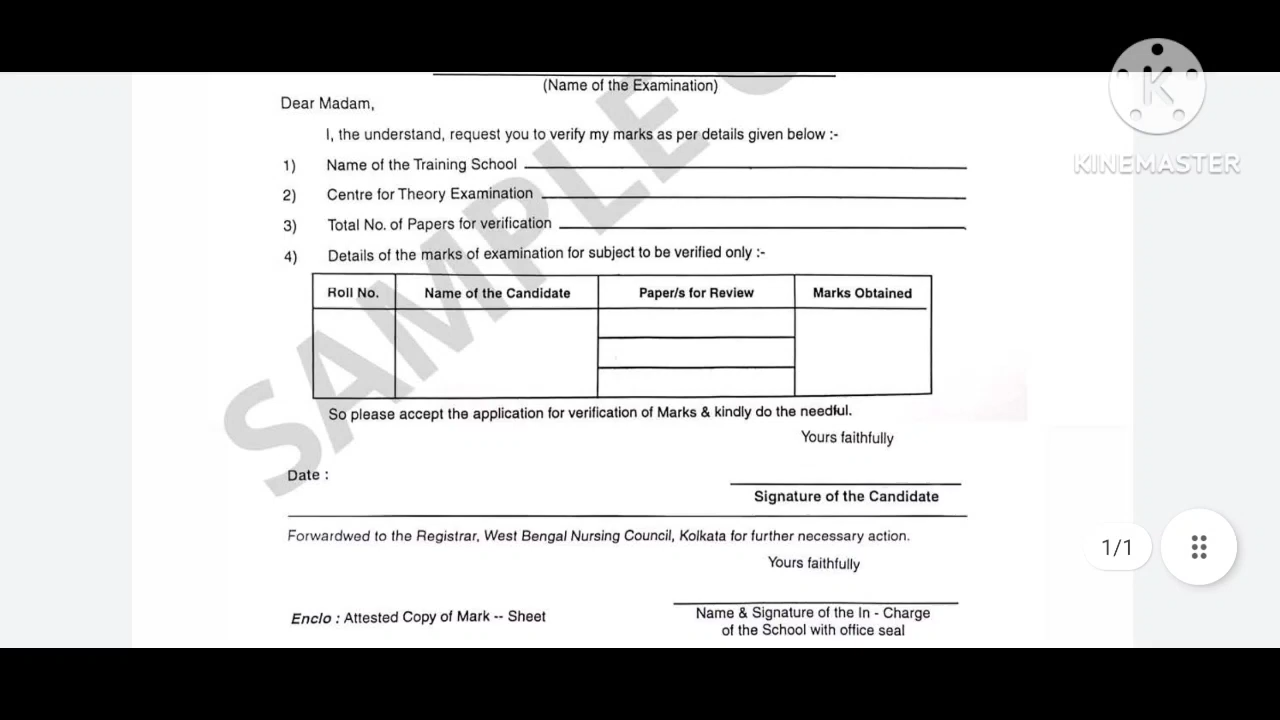 (Name of the Examination)
Dear Madam,
I, the understand, request you to verify my marks as per details given below :-
1) Name of the Training School
2) Centre for Theory Examination
3) Total No. of Papers for verification
4) Details of the marks of examination for subject to be verified only :-
Roll No. Name of the Candidate Paper/s for Review Marks Obtained
So please accept the application for verification of Marks & kindly do the needful.
Yours faithfully
Date :
Signature of the Candidate
Forwardwed to the Registrar, West Bengal Nursing Council, Kolkata for further necessary action.
Yours faithfully
Enclo : Attested Copy of Mark -- Sheet
Name & Signature of the In - Charge
of the School with office seal
SAMPLE
K
KINEMASTER
1/1